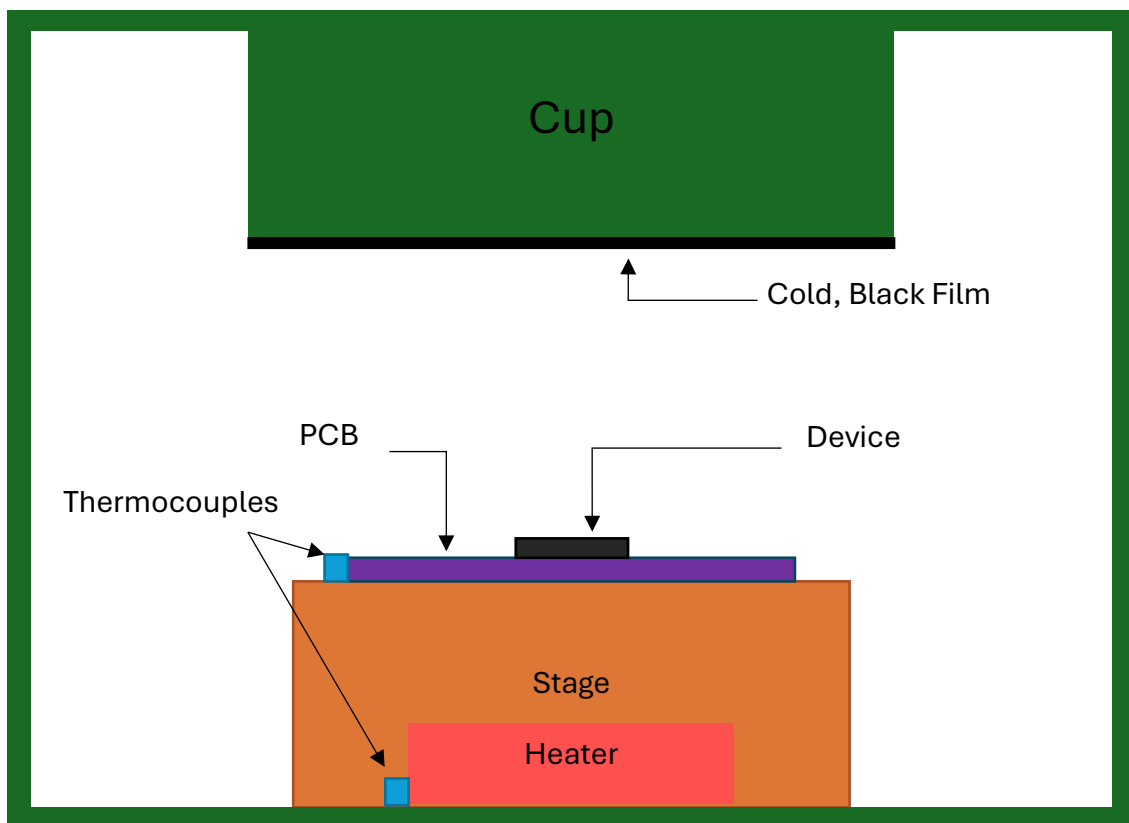 Cup
Cold, Black Film
PCB
Device
Thermocouples
Stage
Heater